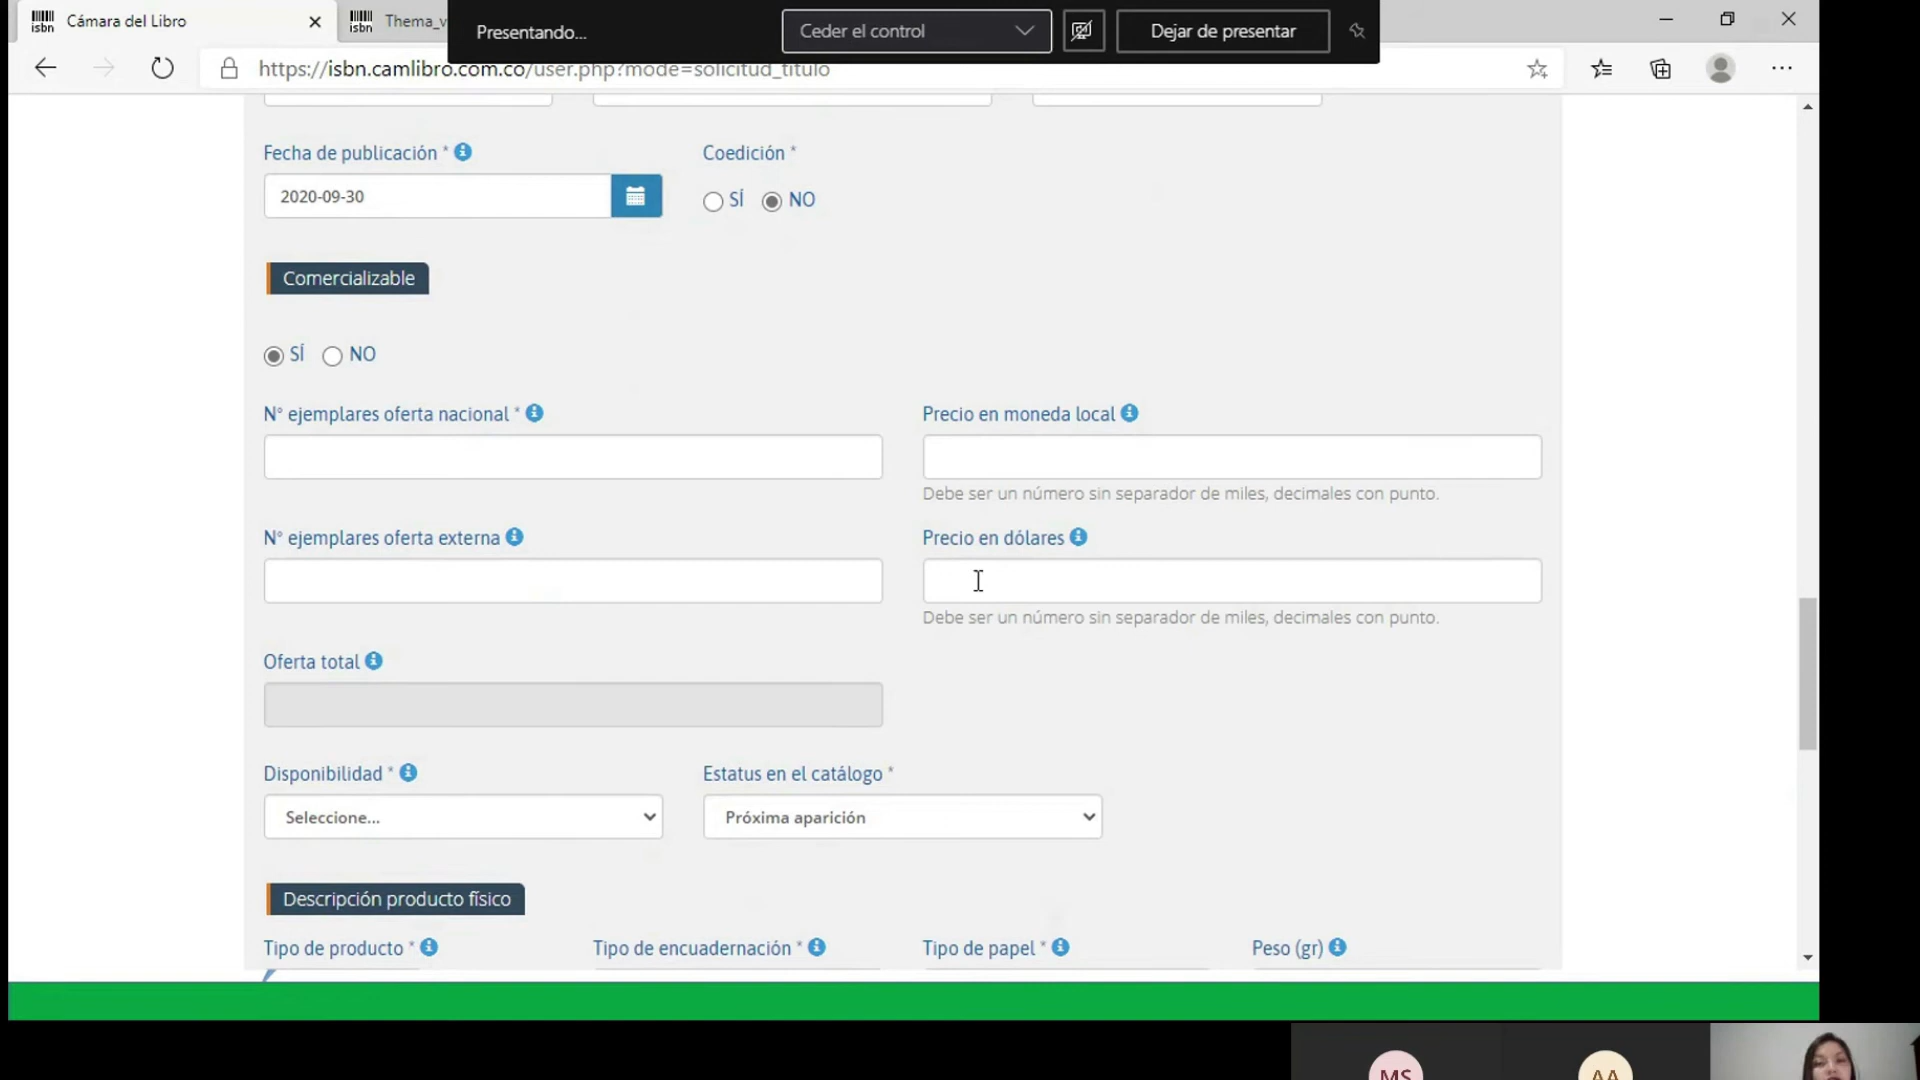 isbn Cámara del Libro
isbn Thema_v
Presentando...
Ceder el control
Dejar de presentar
https://isbn.camlibro.com.co/user.php?mode=solicitud_titulo
Fecha de publicación * Coedición *
2020-09-30 SÍ NO
Comercializable
SÍ NO
N° ejemplares oferta nacional * Precio en moneda local
Debe ser un número sin separador de miles, decimales con punto.
N° ejemplares oferta externa Precio en dólares
Debe ser un número sin separador de miles, decimales con punto.
Oferta total
Disponibilidad * Estatus en el catálogo *
Seleccione... Próxima aparición
Descripción producto físico
Tipo de producto * Tipo de encuadernación * Tipo de papel * Peso (gr)
MS AA